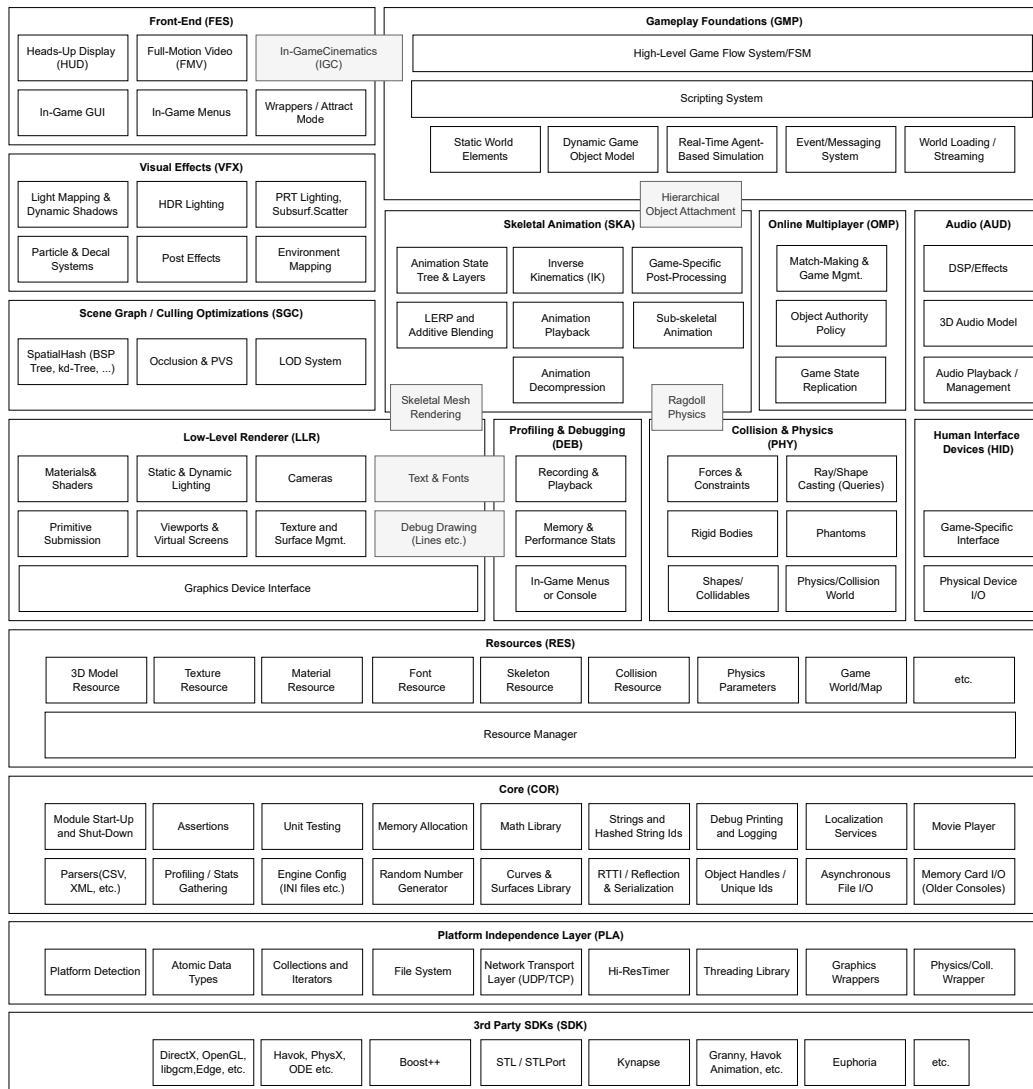 Front-End (FES)
Heads-Up Display
(HUD)
Full-Motion Video
(FMV)
In-GameCinematics
(IGC)
In-Game GUI
In-Game Menus
Wrappers / Attract
Mode
Gameplay Foundations (GMP)
High-Level Game Flow System/FSM
Scripting System
Static World
Elements
Dynamic Game
Object Model
Real-Time Agent-
Based Simulation
Event/Messaging
System
World Loading /
Streaming
Hierarchical
Object Attachment
Visual Effects (VFX)
Light Mapping &
Dynamic Shadows
HDR Lighting
PRT Lighting,
Subsurf.Scatter
Particle & Decal
Systems
Post Effects
Environment
Mapping
Skeletal Animation (SKA)
Animation State
Tree & Layers
Inverse
Kinematics (IK)
Game-Specific
Post-Processing
LERP and
Additive Blending
Animation
Playback
Sub-skeletal
Animation
Animation
Decompression
Online Multiplayer (OMP)
Match-Making &
Game Mgmt.
Object Authority
Policy
Game State
Replication
Audio (AUD)
DSP/Effects
3D Audio Model
Audio Playback /
Management
Scene Graph / Culling Optimizations (SGC)
SpatialHash (BSP
Tree, kd-Tree, ...)
Occlusion & PVS
LOD System
Skeletal Mesh
Rendering
Ragdoll
Physics
Low-Level Renderer (LLR)
Materials&
Shaders
Static & Dynamic
Lighting
Cameras
Text & Fonts
Primitive
Submission
Viewports &
Virtual Screens
Texture and
Surface Mgmt.
Debug Drawing
(Lines etc.)
Graphics Device Interface
Profiling & Debugging
(DEB)
Recording &
Playback
Memory &
Performance Stats
In-Game Menus
or Console
Collision & Physics
(PHY)
Forces &
Constraints
Ray/Shape
Casting (Queries)
Rigid Bodies
Phantoms
Shapes/
Collidables
Physics/Collision
World
Human Interface
Devices (HID)
Game-Specific
Interface
Physical Device
I/O
Resources (RES)
3D Model
Resource
Texture
Resource
Material
Resource
Font
Resource
Skeleton
Resource
Collision
Resource
Physics
Parameters
Game
World/Map
etc.
Resource Manager
Core (COR)
Module Start-Up
and Shut-Down
Assertions
Unit Testing
Memory Allocation
Math Library
Strings and
Hashed String Ids
Debug Printing
and Logging
Localization
Services
Movie Player
Parsers(CSV,
XML, etc.)
Profiling / Stats
Gathering
Engine Config
(INI files etc.)
Random Number
Generator
Curves &
Surfaces Library
RTTI / Reflection
& Serialization
Object Handles /
Unique Ids
Asynchronous
File I/O
Memory Card I/O
(Older Consoles)
Platform Independence Layer (PLA)
Platform Detection
Atomic Data
Types
Collections and
Iterators
File System
Network Transport
Layer (UDP/TCP)
Hi-ResTimer
Threading Library
Graphics
Wrappers
Physics/Coll.
Wrapper
3rd Party SDKs (SDK)
DirectX, OpenGL,
libgcm,Edge, etc.
Havok, PhysX,
ODE etc.
Boost++
STL / STLPort
Kynapse
Granny, Havok
Animation, etc.
Euphoria
etc.